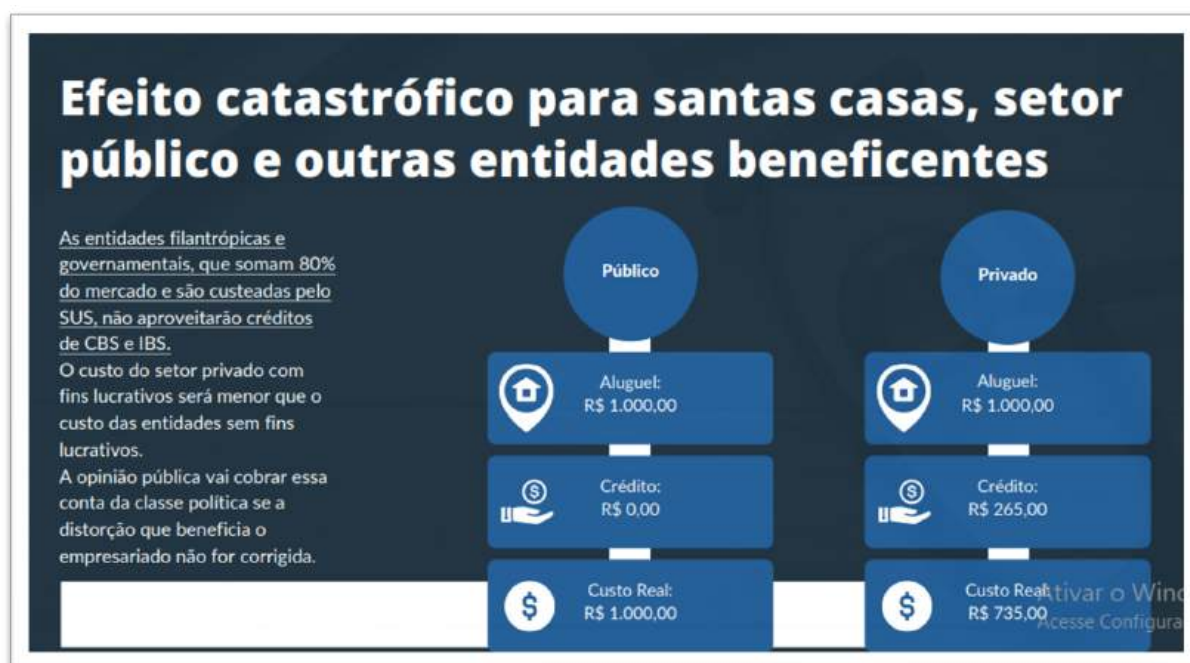 Efeito catastrófico para santas casas, setor
público e outras entidades beneficentes
As entidades filantrópicas e
governamentais, que somam 80%
do mercado e são custeadas pelo
SUS, não aproveitarão créditos
de CBS e IBS.
O custo do setor privado com
fins lucrativos será menor que o
custo das entidades sem fins
lucrativos.
A opinião pública vai cobrar essa
conta da classe política se a
distorção que beneficia o
empresariado não for corrigida.
Público
Aluguel:
R$ 1.000,00
Crédito:
R$ 0,00
Custo Real:
R$ 1.000,00
Privado
Aluguel:
R$ 1.000,00
Crédito:
R$ 265,00
Custo Real:
R$ 735,00
Ativar o Wind
Acesse Configura